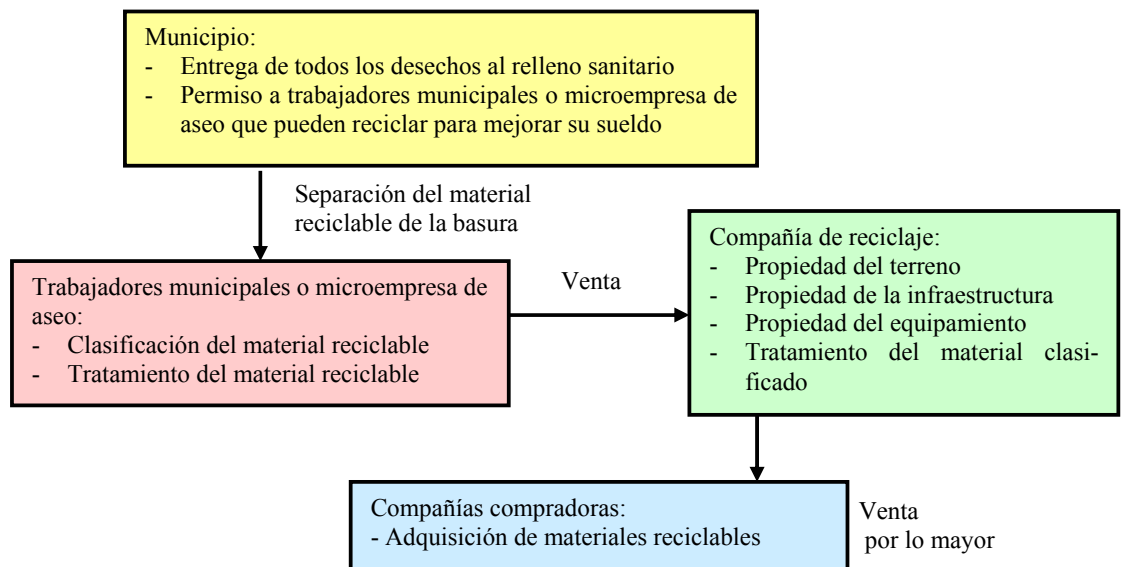 Municipio:
- Entrega de todos los desechos al relleno sanitario
- Permiso a trabajadores municipales o microempresa de
aseo que pueden reciclar para mejorar su sueldo
Separación del material
reciclable de la basura
Trabajadores municipales o microempresa de
aseo:
- Clasificación del material reciclable
- Tratamiento del material reciclable
Venta
Compañía de reciclaje:
- Propiedad del terreno
- Propiedad de la infraestructura
- Propiedad del equipamiento
- Tratamiento del material clasi-
ficado
Compañías compradoras:
- Adquisición de materiales reciclables
Venta
por lo mayor